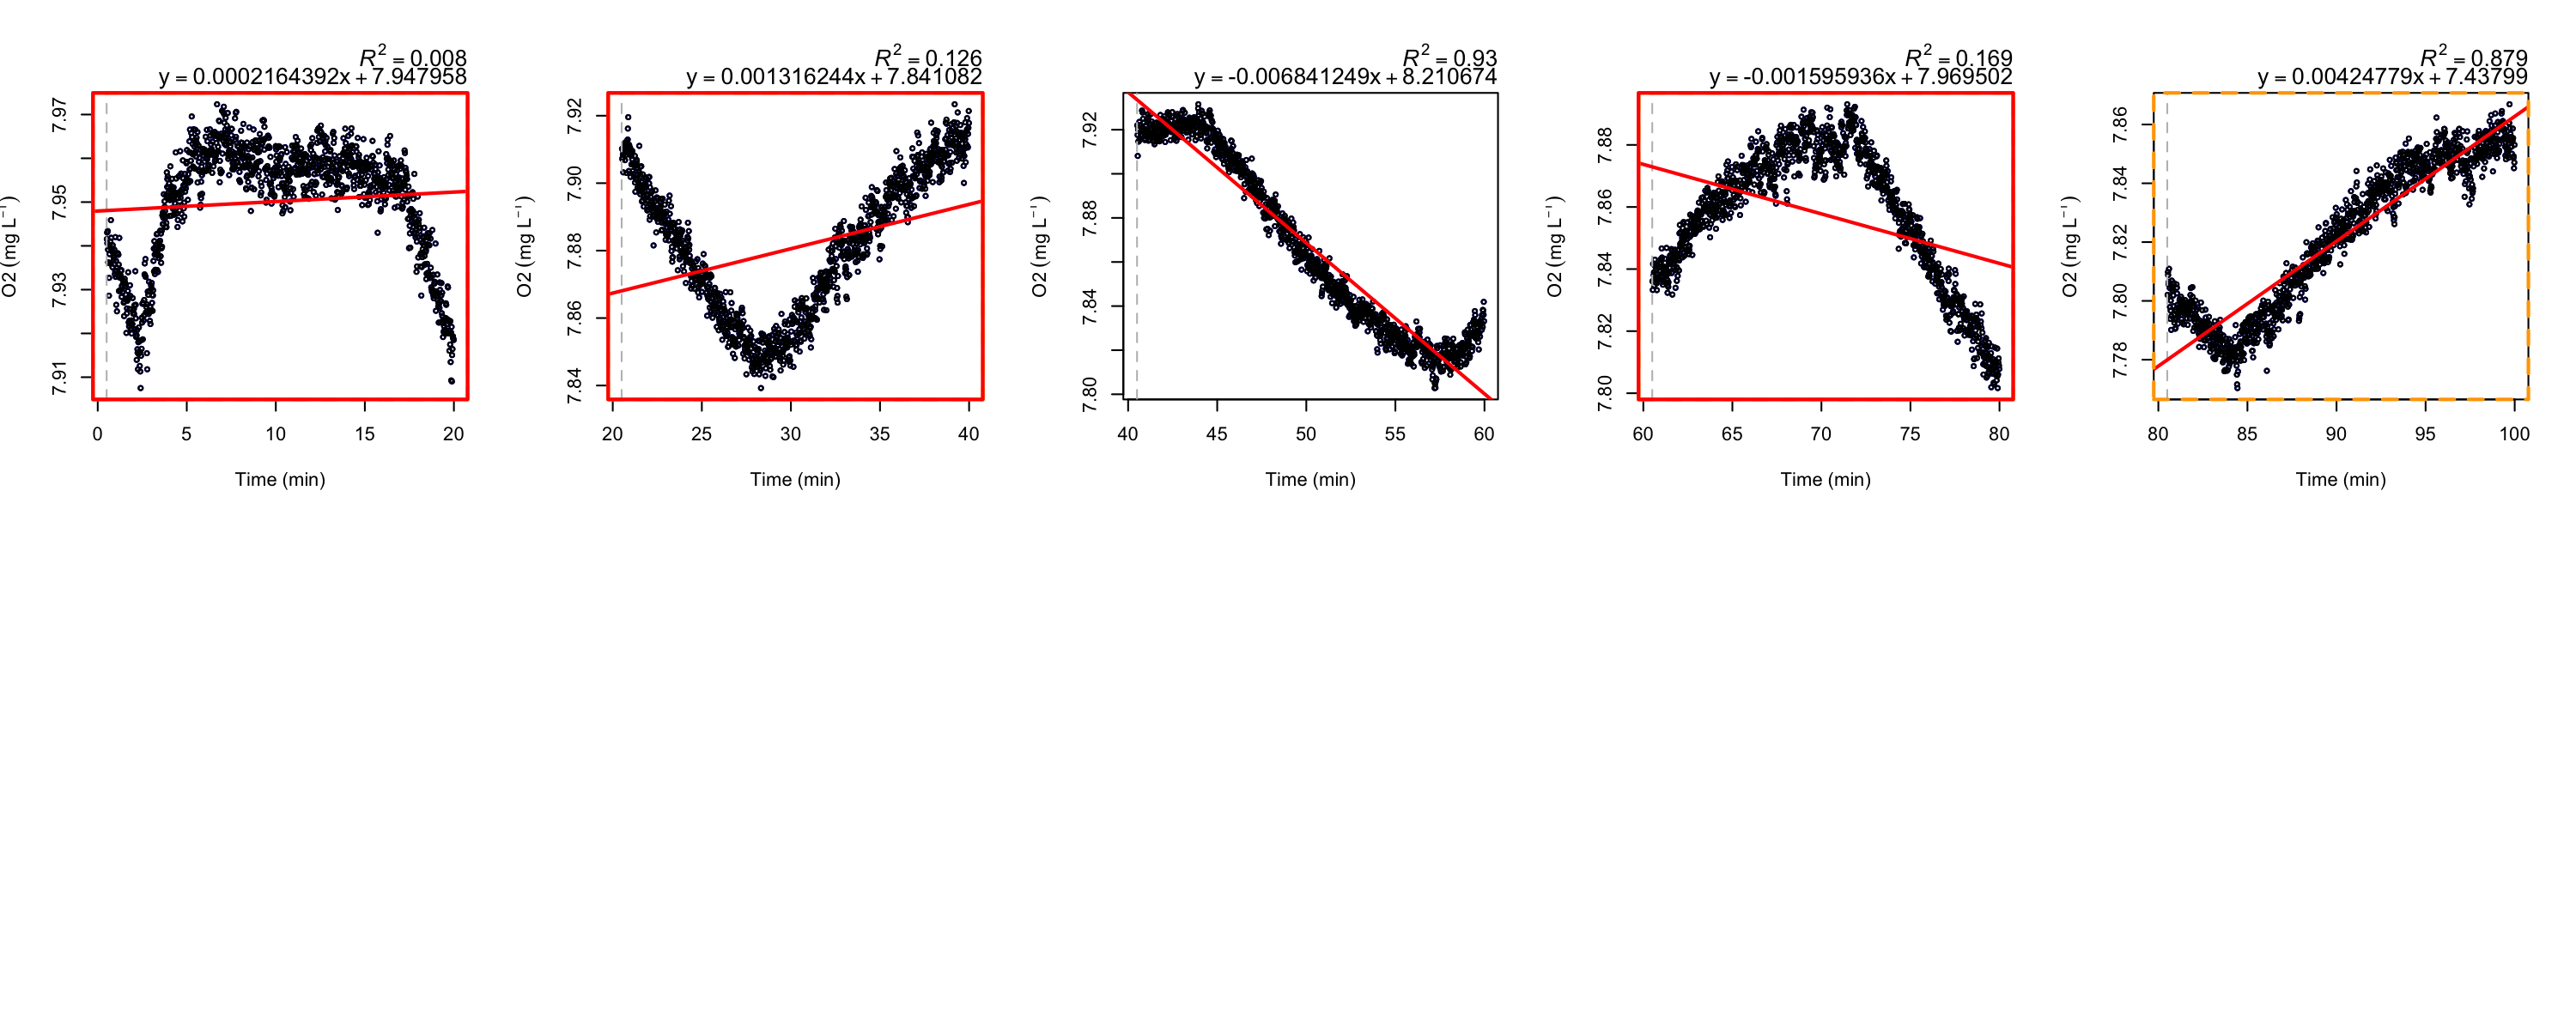 R² = 0.008
y = 0.0002164392x + 7.947958
O2 (mg L⁻¹)
7.97
7.95
7.93
7.91
0 5 10 15 20
Time (min)
R² = 0.126
y = 0.001316244x + 7.841082
O2 (mg L⁻¹)
7.92
7.90
7.88
7.86
7.84
20 25 30 35 40
Time (min)
R² = 0.93
y = -0.006841249x + 8.210674
O2 (mg L⁻¹)
7.92
7.88
7.84
7.80
40 45 50 55 60
Time (min)
R² = 0.169
y = -0.001595936x + 7.969502
O2 (mg L⁻¹)
7.88
7.86
7.84
7.82
7.80
60 65 70 75 80
Time (min)
R² = 0.879
y = 0.00424779x + 7.43799
O2 (mg L⁻¹)
7.86
7.84
7.82
7.80
7.78
80 85 90 95 100
Time (min)